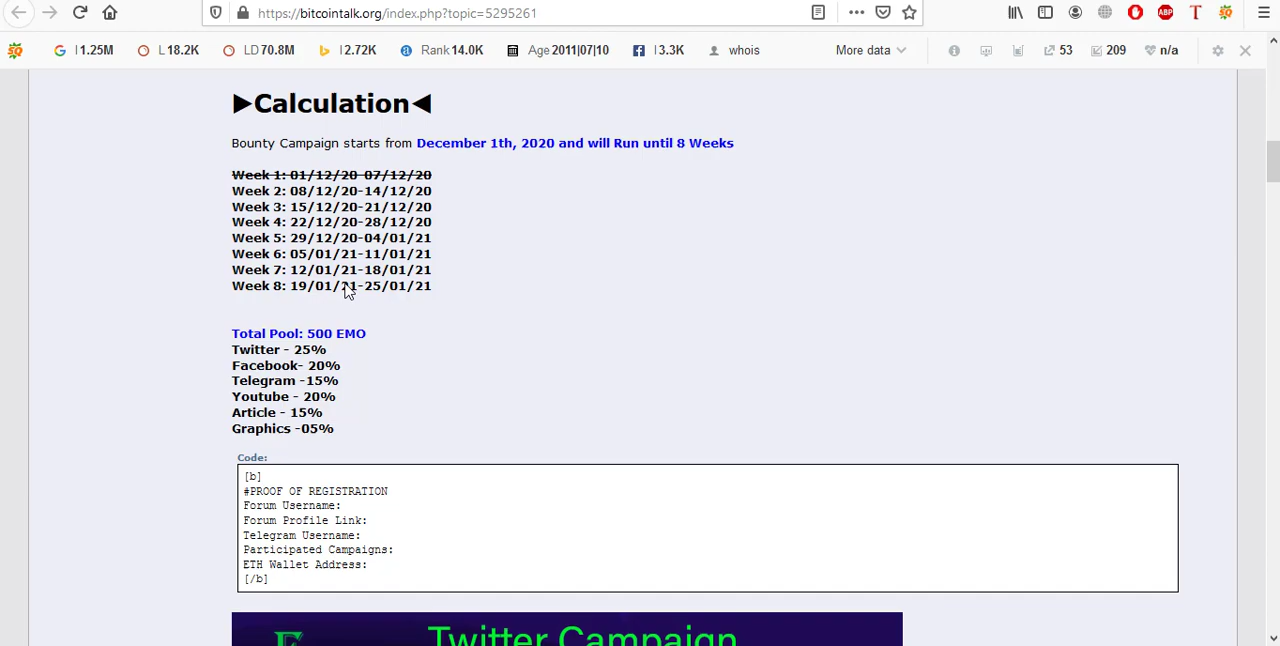 https://bitcointalk.org/index.php?topic=5295261
I 1.25M L 18.2K LD 70.8M I 2.72K Rank 14.0K Age 2011|07|10 I 3.3K whois More data 53 209 n/a
►Calculation◄
Bounty Campaign starts from December 1th, 2020 and will Run until 8 Weeks
Week 1: 01/12/20-07/12/20
Week 2: 08/12/20-14/12/20
Week 3: 15/12/20-21/12/20
Week 4: 22/12/20-28/12/20
Week 5: 29/12/20-04/01/21
Week 6: 05/01/21-11/01/21
Week 7: 12/01/21-18/01/21
Week 8: 19/01/21-25/01/21
Total Pool: 500 EMO
Twitter - 25%
Facebook- 20%
Telegram -15%
Youtube - 20%
Article - 15%
Graphics -05%
Code:
[b]
#PROOF OF REGISTRATION
Forum Username:
Forum Profile Link:
Telegram Username:
Participated Campaigns:
ETH Wallet Address:
[/b]
Twitter Campaign